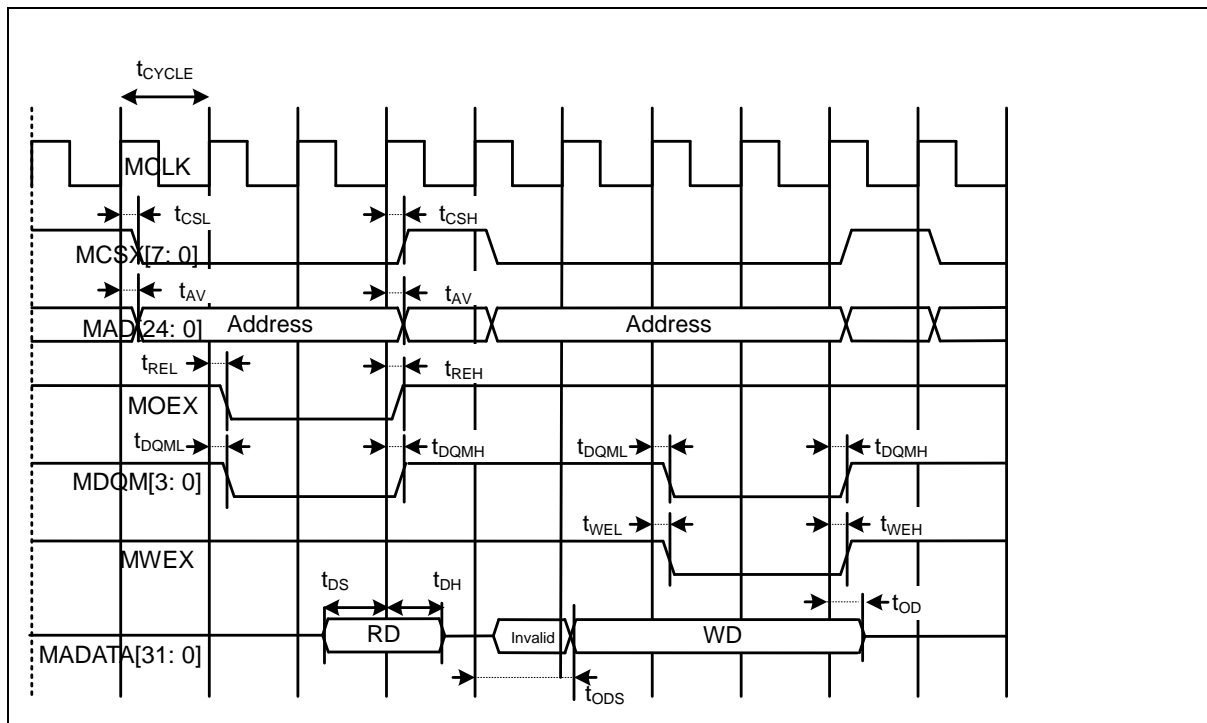 tCYCLE
MCLK
tCSL tCSH
MCSX[7: 0]
tAV tAV
MAD[24: 0] Address Address
tREL tREH
MOEX
tDQML tDQMH tDQML tDQMH
MDQM[3: 0]
tWEL tWEH
MWEX
tDS tDH tOD
RD Invalid WD
MADATA[31: 0]
tODS